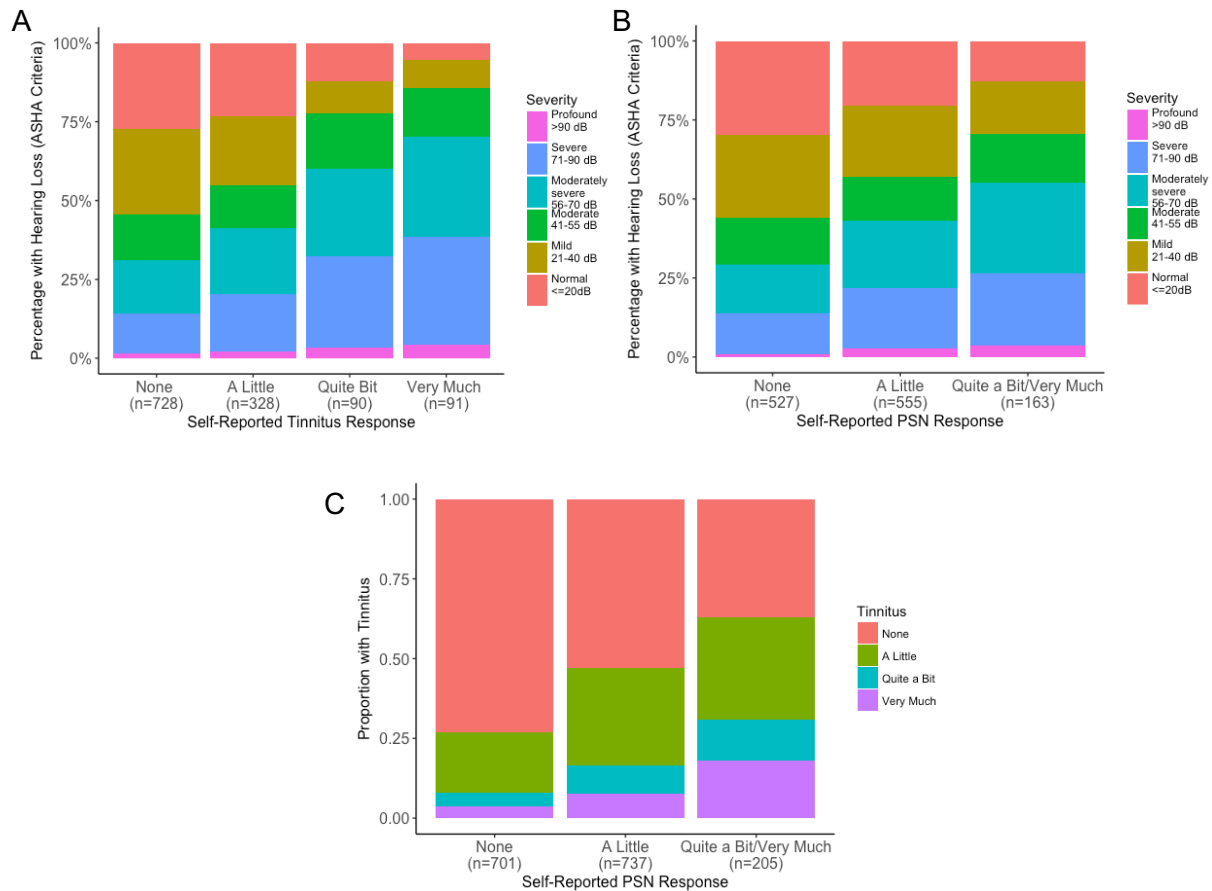 A
Percentage with Hearing Loss (ASHA Criteria)
100%
75%
50%
25%
0%
None
(n=728)
A Little
(n=328)
Quite Bit
(n=90)
Very Much
(n=91)
Self-Reported Tinnitus Response
Severity
Profound
>90 dB
Severe
71-90 dB
Moderately
severe
56-70 dB
Moderate
41-55 dB
Mild
21-40 dB
Normal
<=20dB
B
Percentage with Hearing Loss (ASHA Criteria)
100%
75%
50%
25%
0%
None
(n=527)
A Little
(n=555)
Quite a Bit/Very Much
(n=163)
Self-Reported PSN Response
Severity
Profound
>90 dB
Severe
71-90 dB
Moderately
severe
56-70 dB
Moderate
41-55 dB
Mild
21-40 dB
Normal
<=20dB
C
Proportion with Tinnitus
1.00
0.75
0.50
0.25
0.00
None
(n=701)
A Little
(n=737)
Quite a Bit/Very Much
(n=205)
Self-Reported PSN Response
Tinnitus
None
A Little
Quite a Bit
Very Much